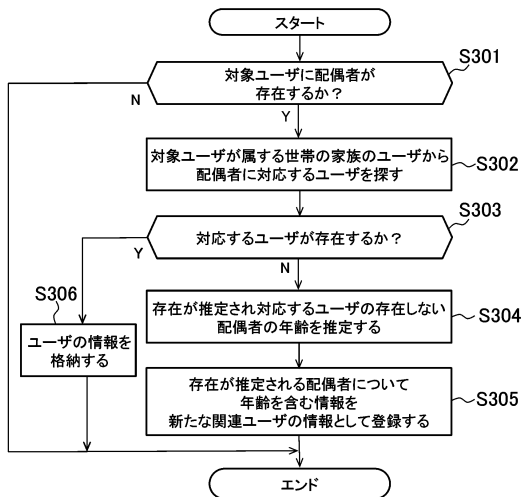 スタート
S301
対象ユーザに配偶者が
存在するか？
N
Y
対象ユーザが属する世帯の家族のユーザから
配偶者に対応するユーザを探す
S302
S303
対応するユーザが存在するか？
Y
N
S306
ユーザの情報を
格納する
存在が推定され対応するユーザの存在しない
配偶者の年齢を推定する
S304
存在が推定される配偶者について
年齢を含む情報を
新たな関連ユーザの情報として登録する
S305
エンド